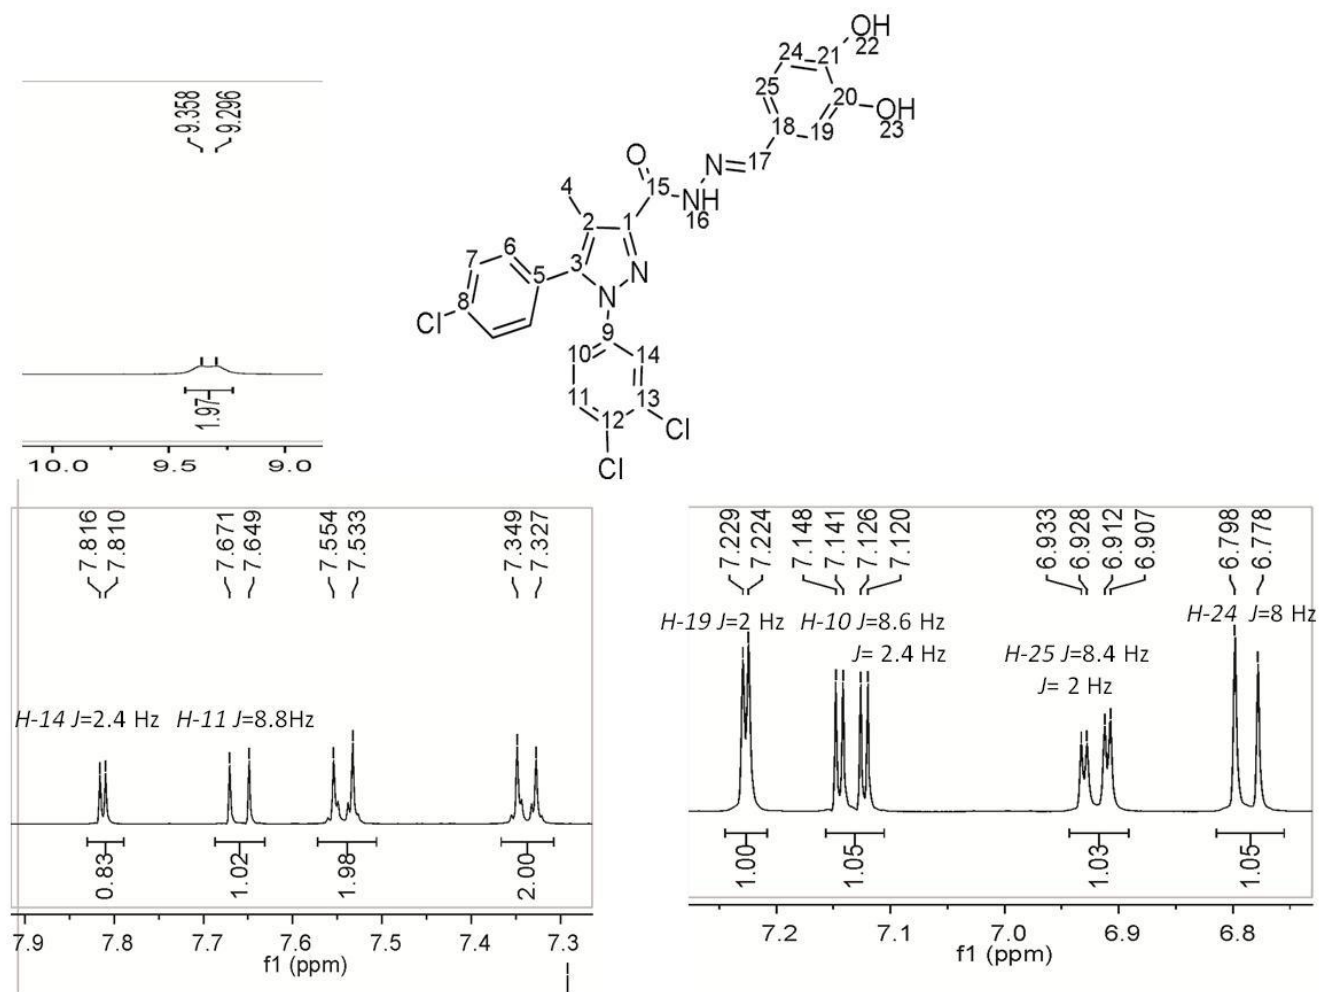 9.358
9.296
1.97
10.0 9.5 9.0
OH
22
24 21
25 20 OH
23
18 19
N 17
O
15 NH
16
4
2 1
6
7
5 3 N
N
8
Cl
9
10 14
11 13
12 Cl
Cl
7.816
7.810
7.671
7.649
7.554
7.533
7.349
7.327
H-14 J=2.4 Hz H-11 J=8.8Hz
0.83
1.02
1.98
2.00
7.9 7.8 7.7 7.6 7.5 7.4 7.3
f1 (ppm)
7.229
7.224
7.148
7.141
7.126
7.120
6.933
6.928
6.912
6.907
6.798
6.778
H-24 J=8 Hz
H-19 J=2 Hz H-10 J=8.6 Hz
J= 2.4 Hz H-25 J=8.4 Hz
J= 2 Hz
1.00
1.05
1.03
1.05
7.2 7.1 7.0 6.9 6.8
f1 (ppm)